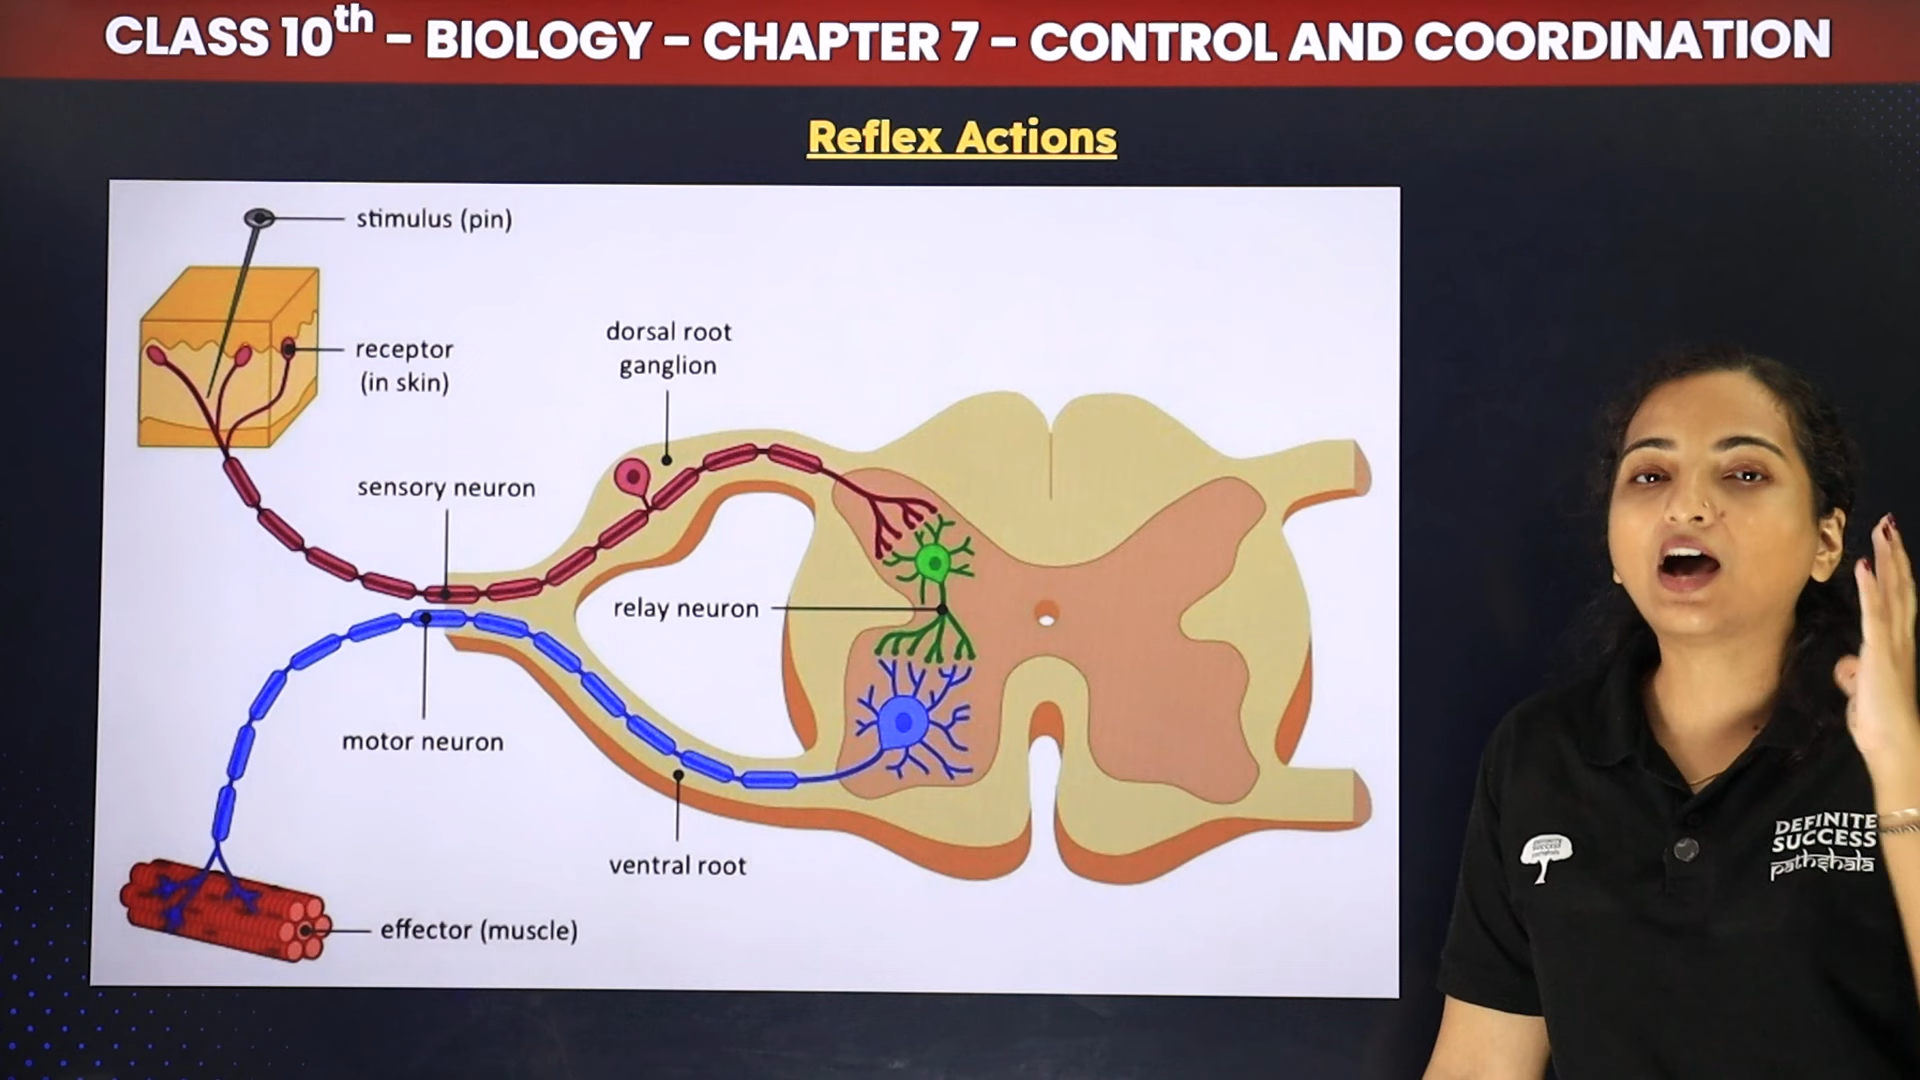 CLASS 10th - BIOLOGY - CHAPTER 7 - CONTROL AND COORDINATION
Reflex Actions
stimulus (pin)
receptor
(in skin)
dorsal root
ganglion
sensory neuron
relay neuron
motor neuron
ventral root
effector (muscle)
DEFINITE
SUCCESS
pathshala